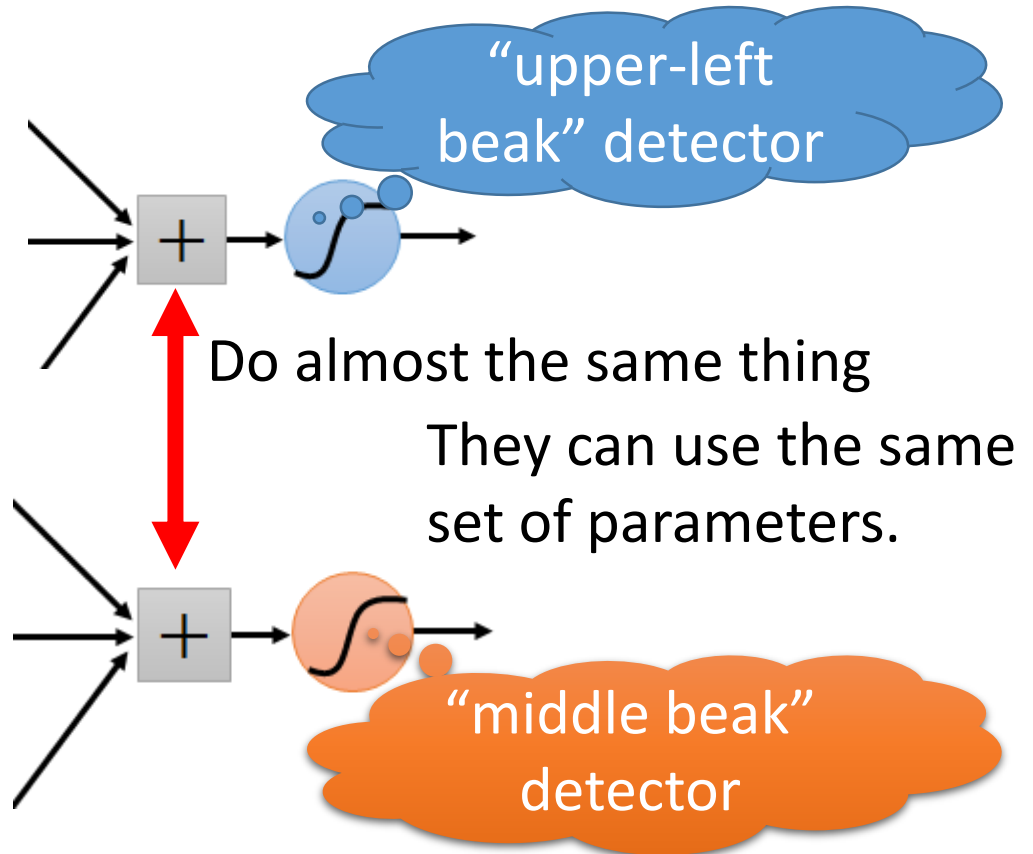 “upper-left
beak” detector
+
Do almost the same thing
They can use the same
set of parameters.
+
“middle beak”
detector